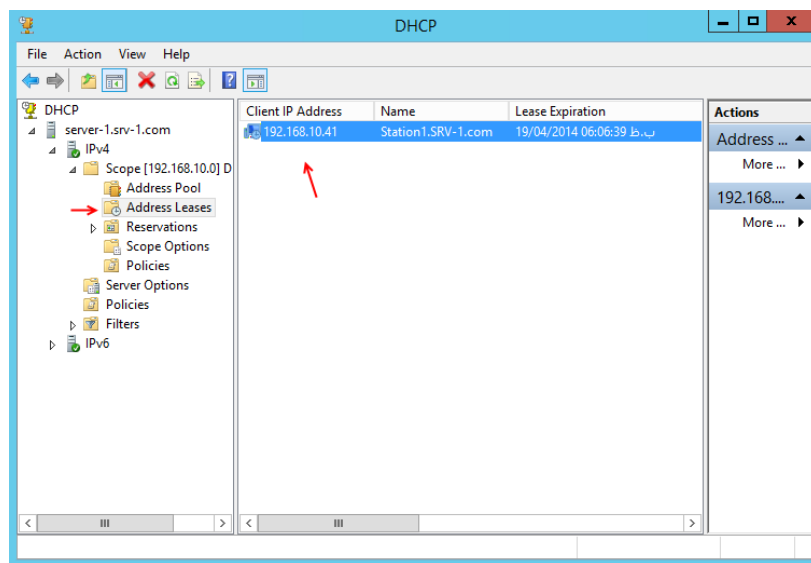 DHCP
File Action View Help
DHCP
server-1.srv-1.com
IPv4
Scope [192.168.10.0] D
Address Pool
Address Leases
Reservations
Scope Options
Policies
Server Options
Policies
Filters
IPv6
Client IP Address Name Lease Expiration
192.168.10.41 Station1.SRV-1.com 19/04/2014 06:06:39 ب.ظ
Actions
Address ...
More ...
192.168....
More ...